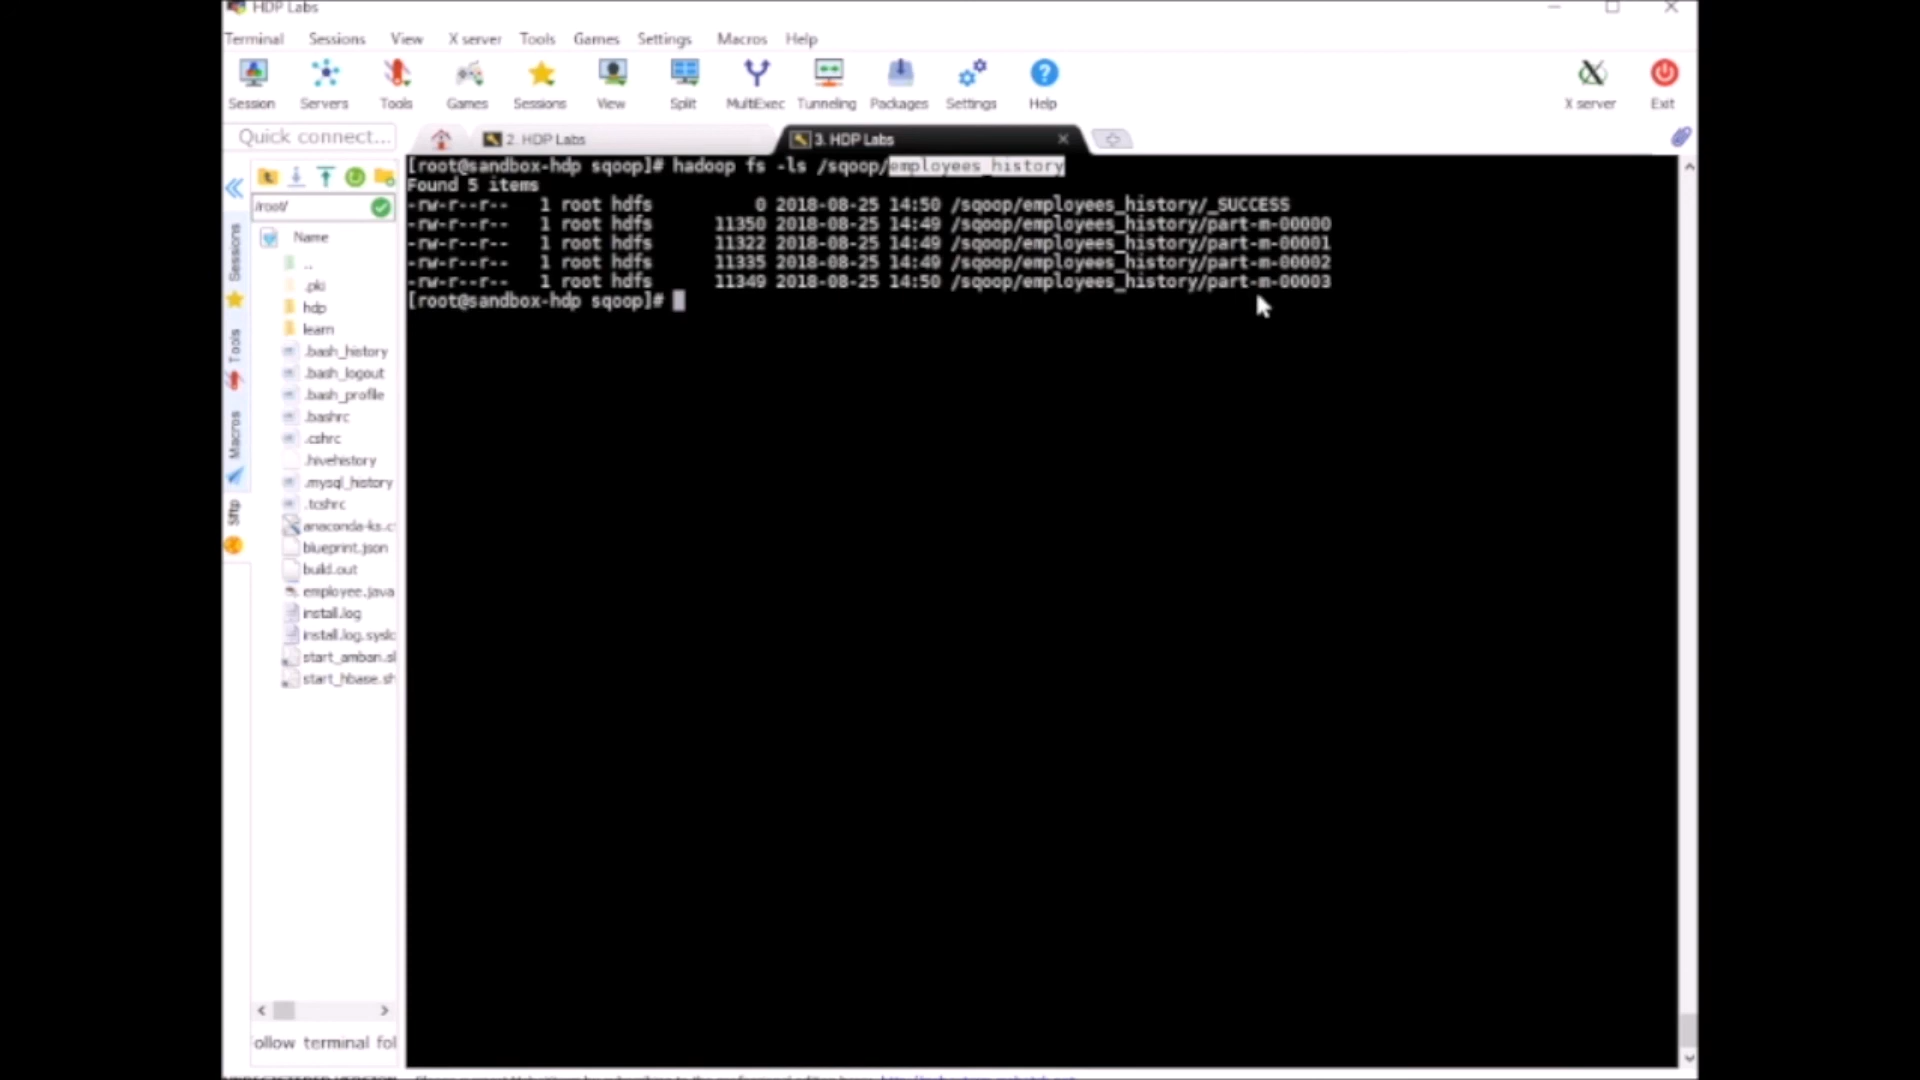 HDP Labs
Terminal Sessions View X server Tools Games Settings Macros Help
Session Servers Tools Games Sessions View Split MultiExec Tunneling Packages Settings Help X server Exit
Quick connect...
2. HDP Labs
3. HDP Labs
/root/
Name
..
.pki
hdp
learn
.bash_history
.bash_logout
.bash_profile
.bashrc
.cshrc
.hivehistory
.mysql_history
.tcshrc
anaconda-ks.c
blueprint.json
build.out
employee.java
install.log
install.log.sysl
start_ambari.s
start_hbase.sh
Sessions
Tools
Macros
Sftp
ollow terminal fol
[root@sandbox-hdp sqoop]# hadoop fs -ls /sqoop/employees_history
Found 5 items
-rw-r--r-- 1 root hdfs 0 2018-08-25 14:50 /sqoop/employees_history/_SUCCESS
-rw-r--r-- 1 root hdfs 11350 2018-08-25 14:49 /sqoop/employees_history/part-m-00000
-rw-r--r-- 1 root hdfs 11322 2018-08-25 14:49 /sqoop/employees_history/part-m-00001
-rw-r--r-- 1 root hdfs 11335 2018-08-25 14:49 /sqoop/employees_history/part-m-00002
-rw-r--r-- 1 root hdfs 11349 2018-08-25 14:50 /sqoop/employees_history/part-m-00003
[root@sandbox-hdp sqoop]#